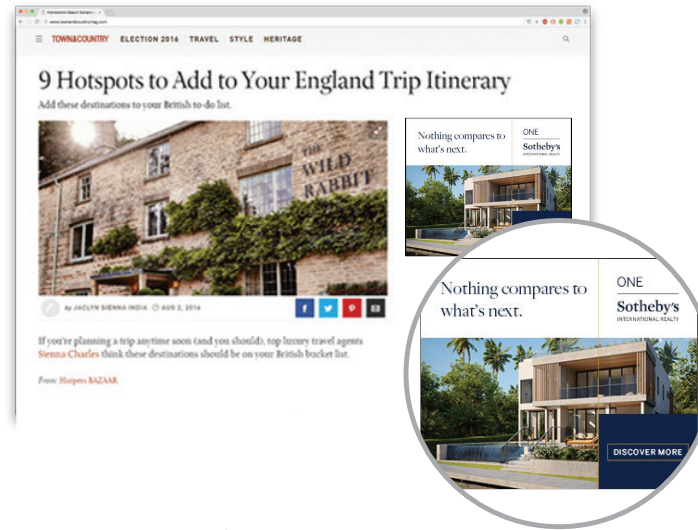 www.townandcountrymag.com
TOWN&COUNTRY ELECTION 2016 TRAVEL STYLE HERITAGE
9 Hotspots to Add to Your England Trip Itinerary
Add these destinations to your British to-do list.
THE
WILD
RABBIT
Nothing compares to
what's next.
ONE
Sotheby's
INTERNATIONAL REALTY
By JACLYN SIENNA INDIA AUG 2, 2016
If you're planning a trip anytime soon (and you should), top luxury travel agents
Sienna Charles think these destinations should be on your British bucket list.
From: Harpers BAZAAR
Nothing compares to
what's next.
ONE
Sotheby's
INTERNATIONAL REALTY
DISCOVER MORE